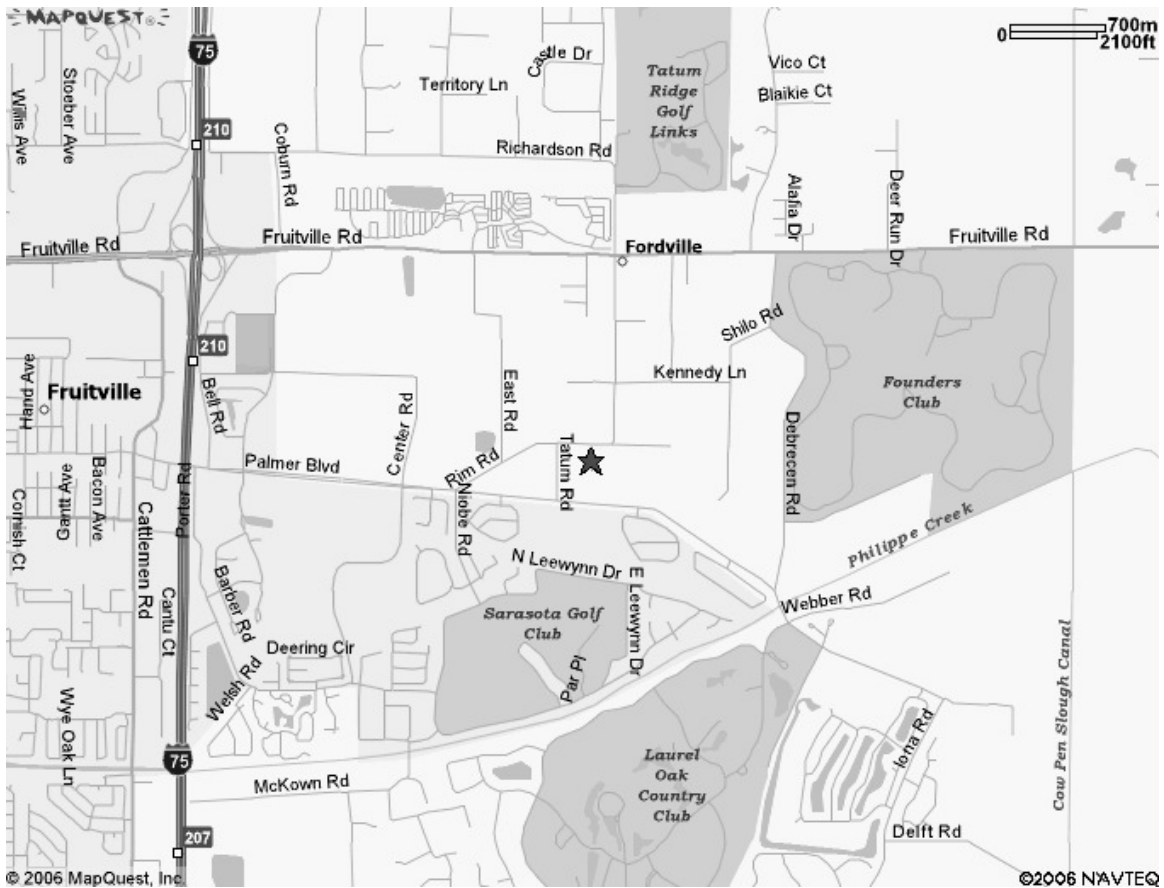 MAPQUEST
75
700m
0
2100ft
Castle Dr
Vico Ct
Territory Ln
Tatum
Ridge
Golf
Links
Blaikie Ct
Stoeber Ave
Willis Ave
210
Coburn Rd
Richardson Rd
Alafia Dr
Deer Run Dr
Fruitville Rd
Fruitville Rd
Fordville
Fruitville Rd
Shilo Rd
210
Kennedy Ln
Hand Ave
Fruitville
Bell Rd
East Rd
Founders
Club
Center Rd
Debrecen Rd
Tatum Rd
Palmer Blvd
Rim Rd
Porter Rd
Gantt Ave
Bacon Ave
Cornish Ct
Niobe Rd
Cattlemen Rd
Philippe Creek
N Leewynn Dr
E Leewynn Dr
Barber Rd
Cantu Ct
Webber Rd
Sarasota Golf
Club
Deering Cir
Par Pl
Welsh Rd
Cow Pen Slough Canal
Wye Oak Ln
Iona Rd
75
Laurel
Oak
Country
Club
McKown Rd
Delft Rd
207
© 2006 MapQuest, Inc
©2006 NAVTEQ